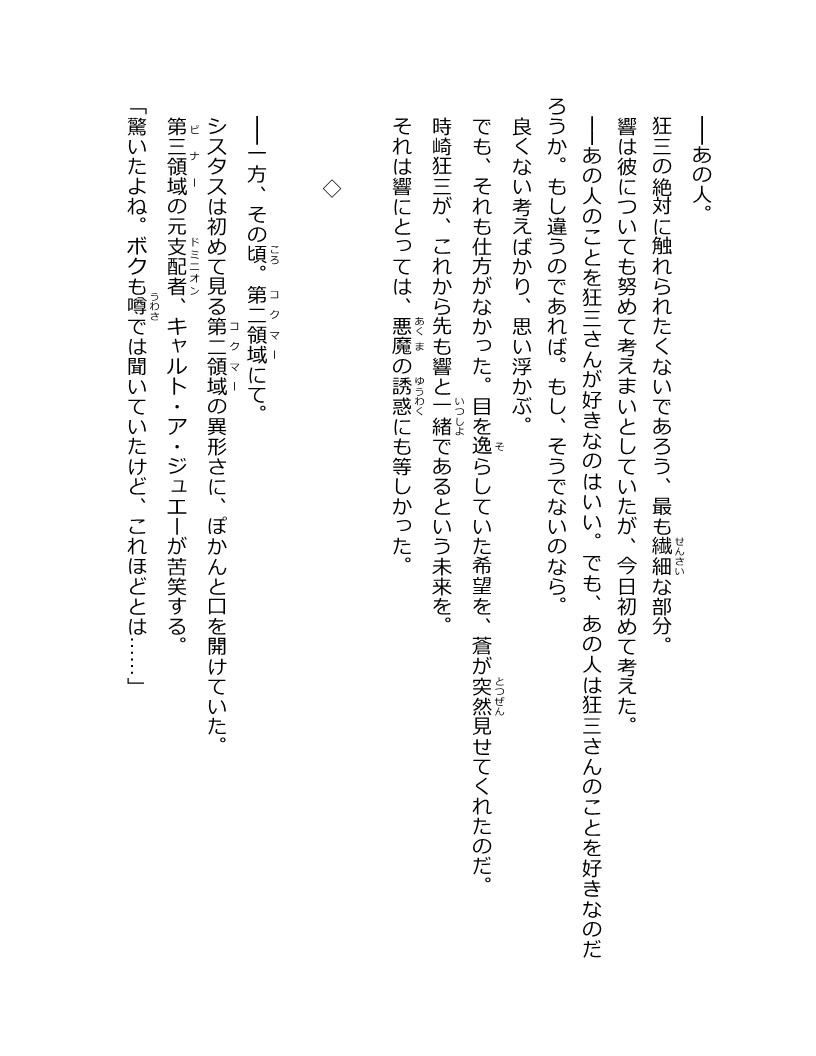 ――あの人。
狂三の絶対に触れられたくないであろう、最も繊細な部分。
響は彼についても努めて考えまいとしていたが、今日初めて考えた。
――あの人のことを狂三さんが好きなのはいい。でも、あの人は狂三さんのことを好きなのだ
ろうか。もし違うのであれば。もし、そうでないのなら。
良くない考えばかり、思い浮かぶ。
でも、それも仕方がなかった。目を逸らしていた希望を、蒼が突然見せてくれたのだ。
時崎狂三が、これから先も響と一緒であるという未来を。
それは響にとっては、悪魔の誘惑にも等しかった。
◇
――一方、その頃。第二領域にて。
シスタスは初めて見る第二領域の異形さに、ぽかんと口を開けていた。
第三領域の元支配者、キャルト・ア・ジュエーが苦笑する。
「驚いたよね。ボクも噂では聞いていたけど、これほどとは……」